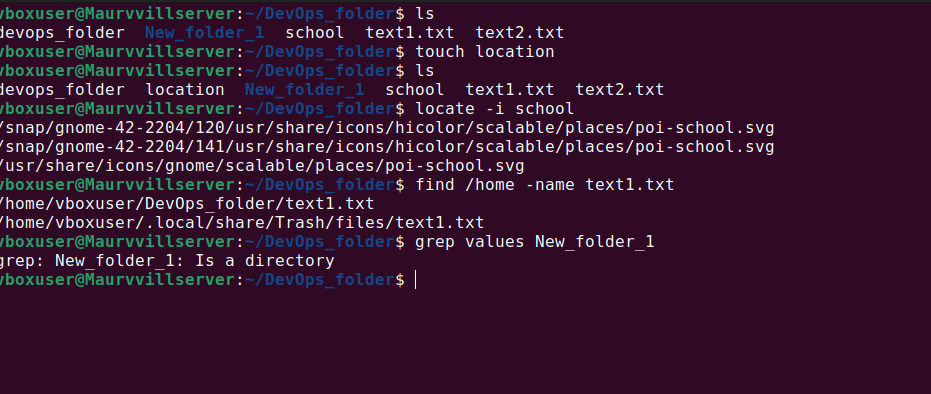 vboxuser@Maurvvillserver:~/DevOps_folder$ ls
devops_folder  New_folder_1  school  text1.txt  text2.txt
vboxuser@Maurvvillserver:~/DevOps_folder$ touch location
vboxuser@Maurvvillserver:~/DevOps_folder$ ls
devops_folder  location  New_folder_1  school  text1.txt  text2.txt
vboxuser@Maurvvillserver:~/DevOps_folder$ locate -i school
/snap/gnome-42-2204/120/usr/share/icons/hicolor/scalable/places/poi-school.svg
/snap/gnome-42-2204/141/usr/share/icons/hicolor/scalable/places/poi-school.svg
/usr/share/icons/gnome/scalable/places/poi-school.svg
vboxuser@Maurvvillserver:~/DevOps_folder$ find /home -name text1.txt
/home/vboxuser/DevOps_folder/text1.txt
/home/vboxuser/.local/share/Trash/files/text1.txt
vboxuser@Maurvvillserver:~/DevOps_folder$ grep values New_folder_1
grep: New_folder_1: Is a directory
vboxuser@Maurvvillserver:~/DevOps_folder$